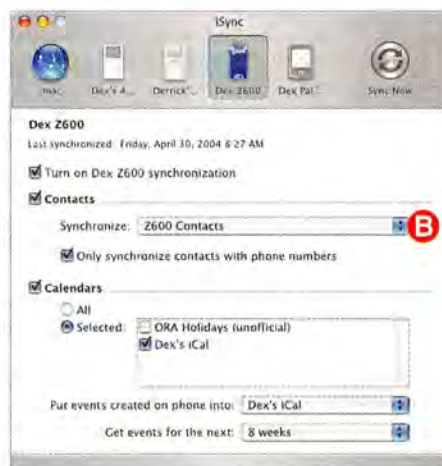 iSync
.mac Dex's A... Derrick'... Dex Z600 Dex Pal... Sync Now
Dex Z600
Last synchronized: Friday, April 30, 2004 8:27 AM
Turn on Dex Z600 synchronization
Contacts
Synchronize: Z600 Contacts
B
Only synchronize contacts with phone numbers
Calendars
All
Selected: ORA Holidays (unofficial)
Dex's iCal
Put events created on phone into: Dex's iCal
Get events for the next: 8 weeks